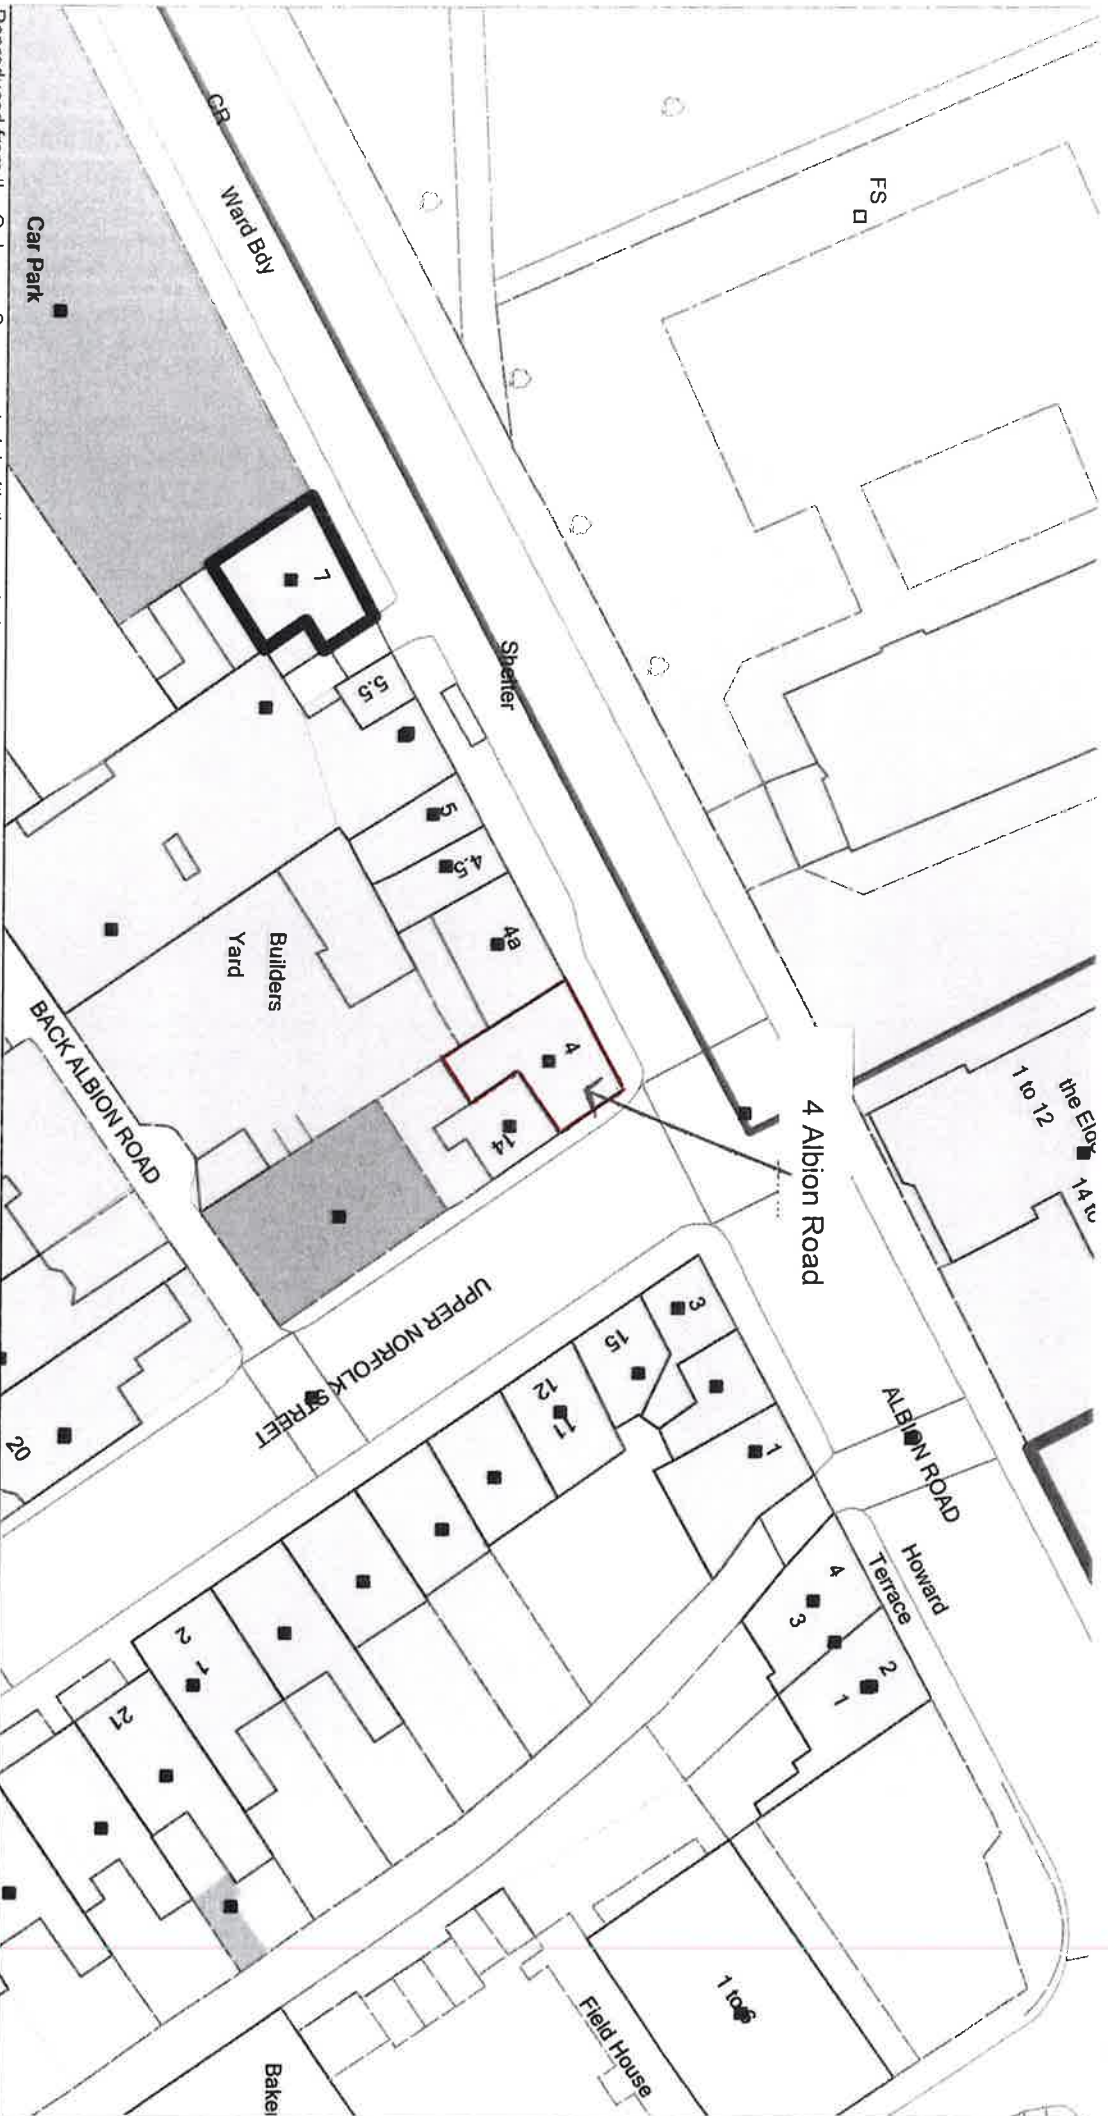 FS
CR
Ward Bdy
Car Park
7
5.5
Shelter
5
4.5
4a
Builders
Yard
BACK ALBION ROAD
4
14
4 Albion Road
1 to 12
UPPER NORFOLK STREET
3
15
12
11
1
ALBION ROAD
Howard
Terrace
4
3
2
1
20
2
1
21
Field House